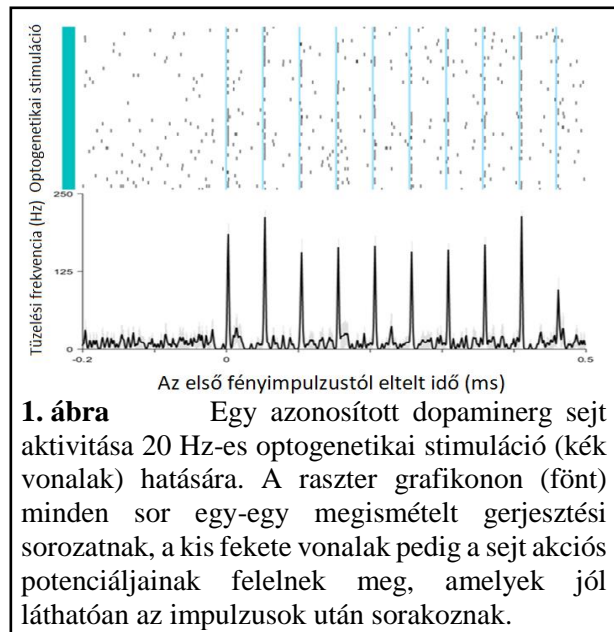 Optogenetikai stimuláció
250
125
0
Tüzelési frekvencia (Hz)
-0.2 0 0.5
Az első fényimpulzustól eltelt idő (ms)
1. ábra Egy azonosított dopaminerg sejt
aktivitása 20 Hz-es optogenetikai stimuláció (kék
vonalak) hatására. A raszter grafikonon (fönt)
minden sor egy-egy megismételt gerjesztési
sorozatnak, a kis fekete vonalak pedig a sejt akciós
potenciáljainak felelnek meg, amelyek jól
láthatóan az impulzusok után sorakoznak.